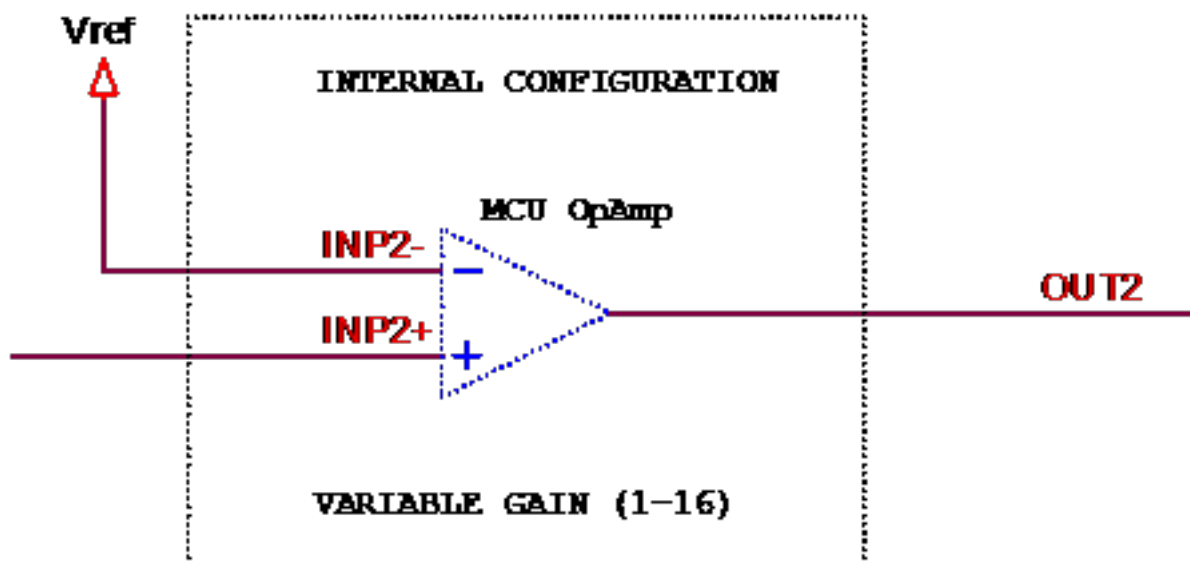 Vref
INTERNAL CONFIGURATION
MCU OpAmp
INP2-
OUT2
INP2+
VARIABLE GAIN (1-16)